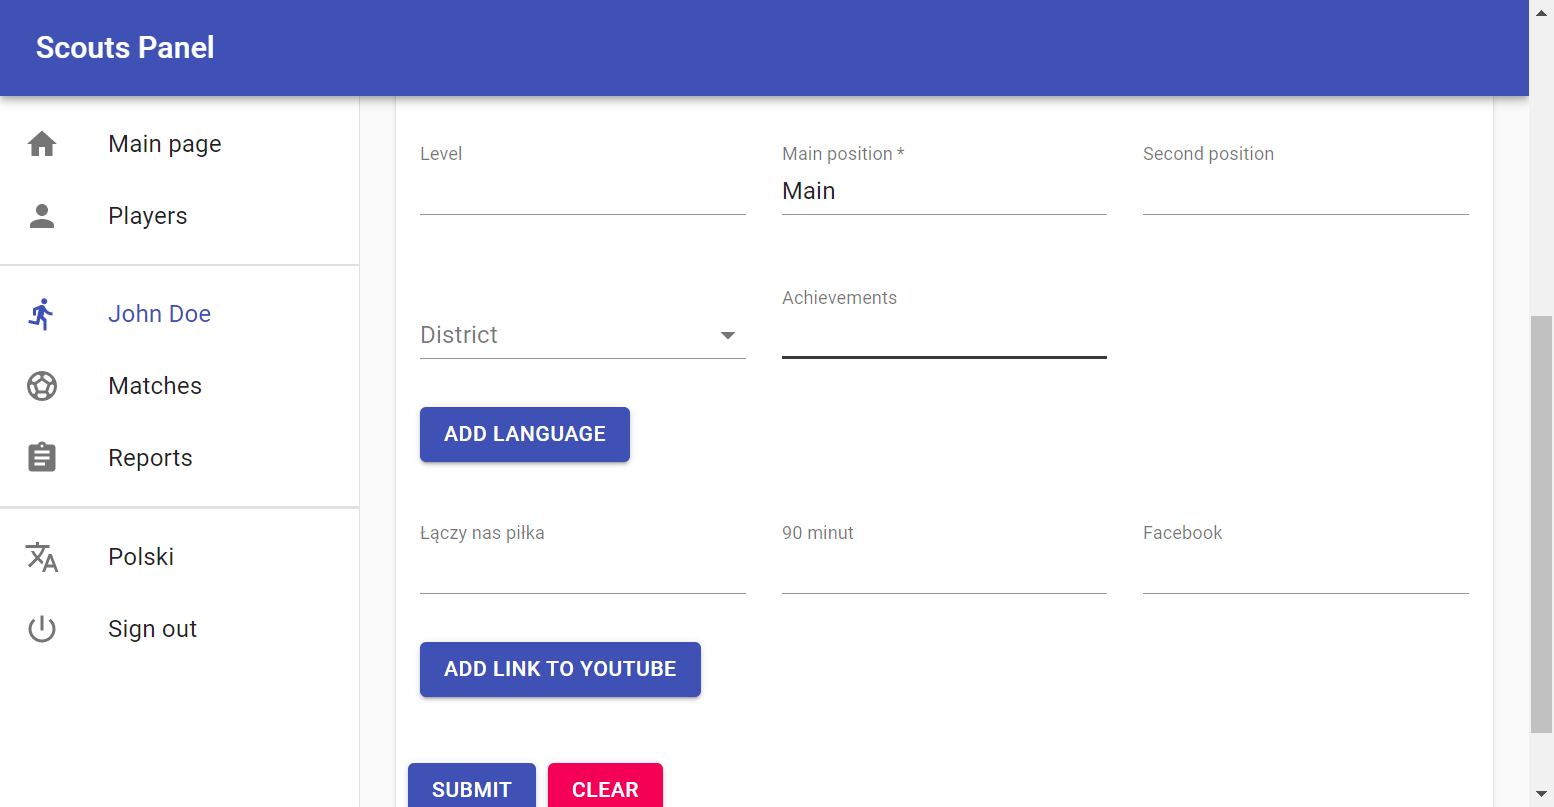 Scouts Panel
Main page
Players
John Doe
Matches
Reports
Polski
Sign out
Level
Main position *
Second position
Main
District
Achievements
ADD LANGUAGE
Łączy nas piłka
90 minut
Facebook
ADD LINK TO YOUTUBE
SUBMIT
CLEAR